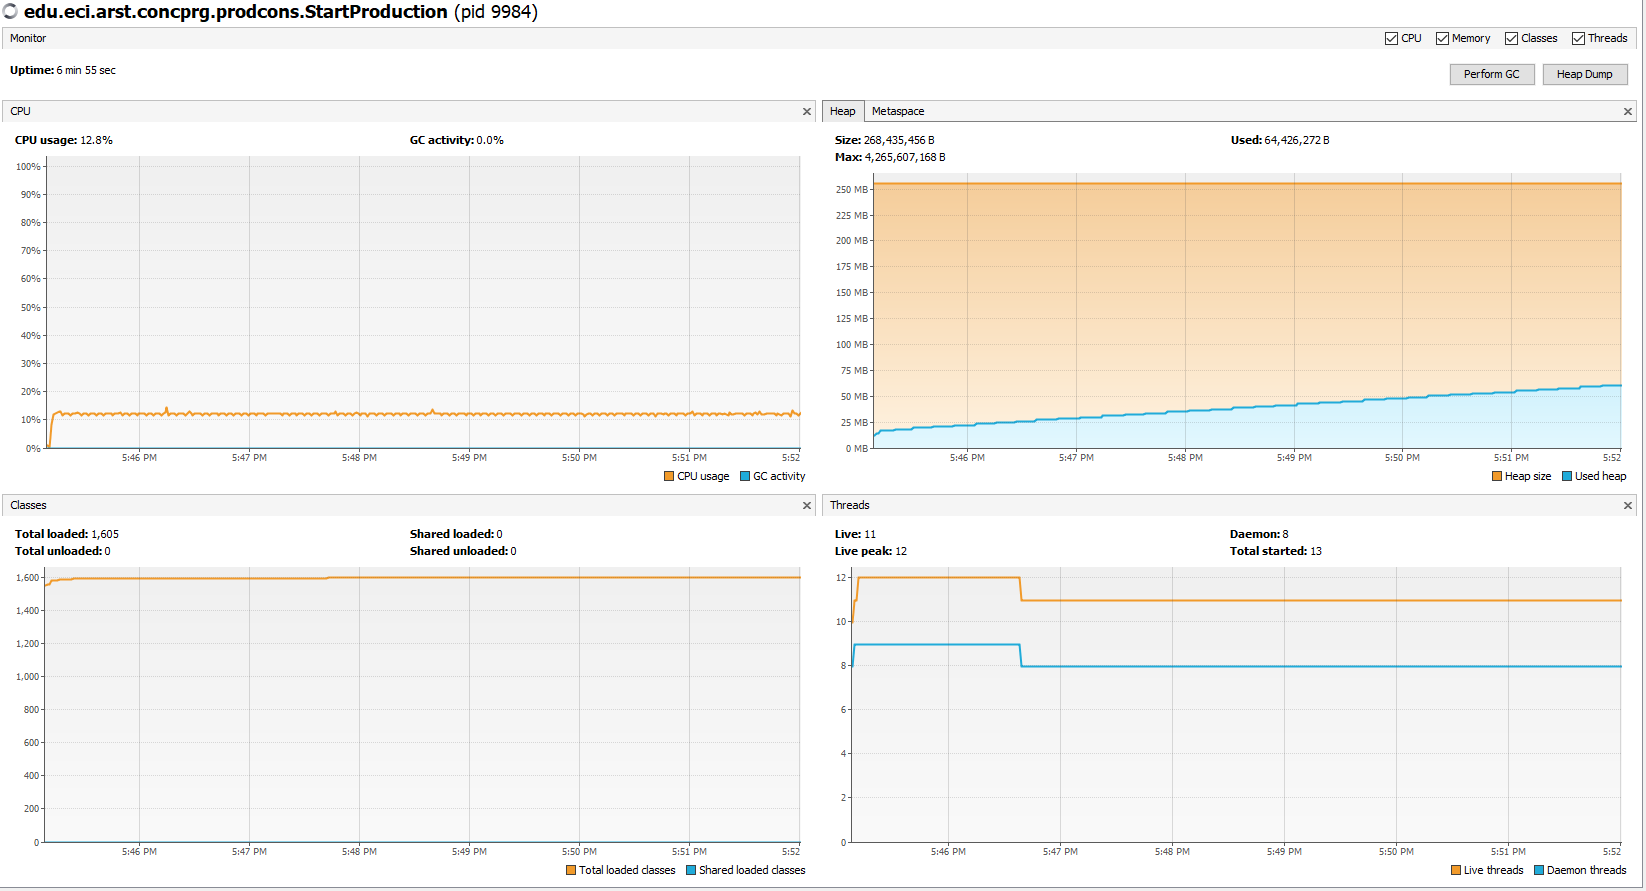 edu.eci.arst.concprg.prodcons.StartProduction (pid 9984)
Monitor
CPU Memory Classes Threads
Uptime: 6 min 55 sec
Perform GC Heap Dump
CPU
CPU usage: 12.8% GC activity: 0.0%
100%
90%
80%
70%
60%
50%
40%
30%
20%
10%
0%
5:46 PM 5:47 PM 5:48 PM 5:49 PM 5:50 PM 5:51 PM 5:52
CPU usage GC activity
Heap Metaspace
Size: 268,435,456 B Used: 64,426,272 B
Max: 4,265,607,168 B
250 MB
225 MB
200 MB
175 MB
150 MB
125 MB
100 MB
75 MB
50 MB
25 MB
0 MB
5:46 PM 5:47 PM 5:48 PM 5:49 PM 5:50 PM 5:51 PM 5:52
Heap size Used heap
Classes
Total loaded: 1,605 Shared loaded: 0
Total unloaded: 0 Shared unloaded: 0
1,600
1,400
1,200
1,000
800
600
400
200
0
5:46 PM 5:47 PM 5:48 PM 5:49 PM 5:50 PM 5:51 PM 5:52
Total loaded classes Shared loaded classes
Threads
Live: 11 Daemon: 8
Live peak: 12 Total started: 13
12
10
8
6
4
2
0
5:46 PM 5:47 PM 5:48 PM 5:49 PM 5:50 PM 5:51 PM 5:52
Live threads Daemon threads